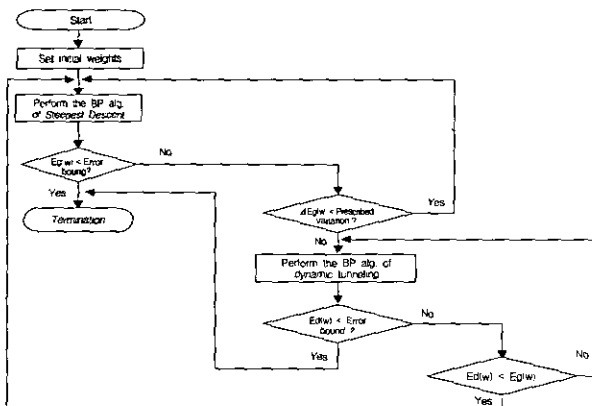 Start
Set initial weights
Perform the BP alg.
of Steepest Descent
Eg(w) < Error
bound?
No
Yes
Termination
⊿Eg(w) < Prescribed
variation ?
Yes
No
Perform the BP alg. of
dynamic tunneling
Ed(w) < Error
bound ?
No
Yes
Ed(w) < Eg(w)
No
Yes